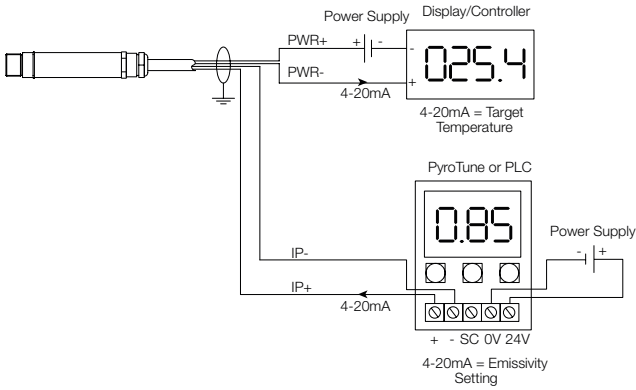 Power Supply
Display/Controller
PWR+
+ -
-
025.4
PWR-
+
4-20mA
4-20mA = Target
Temperature
PyroTune or PLC
0.85
Power Supply
- +
IP-
IP+
4-20mA
+ - SC 0V 24V
4-20mA = Emissivity
Setting